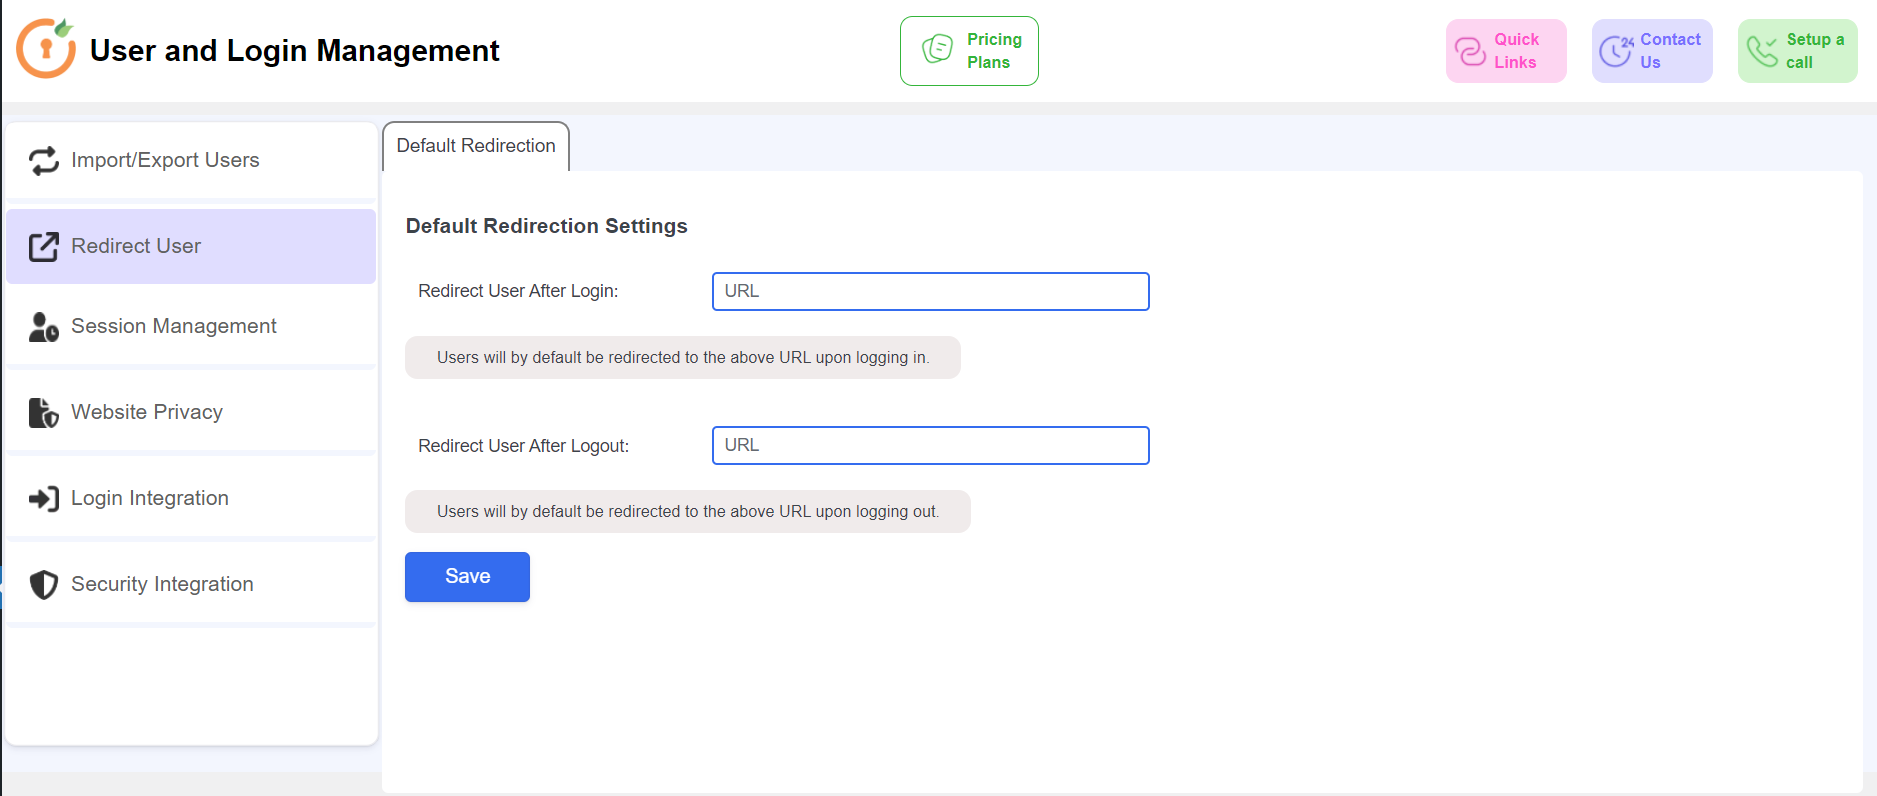 User and Login Management
Pricing
Plans
Quick
Links
24
Contact
Us
Setup a
call
Import/Export Users
Redirect User
Session Management
Website Privacy
Login Integration
Security Integration
Default Redirection
Default Redirection Settings
Redirect User After Login:
URL
Users will by default be redirected to the above URL upon logging in.
Redirect User After Logout:
URL
Users will by default be redirected to the above URL upon logging out.
Save